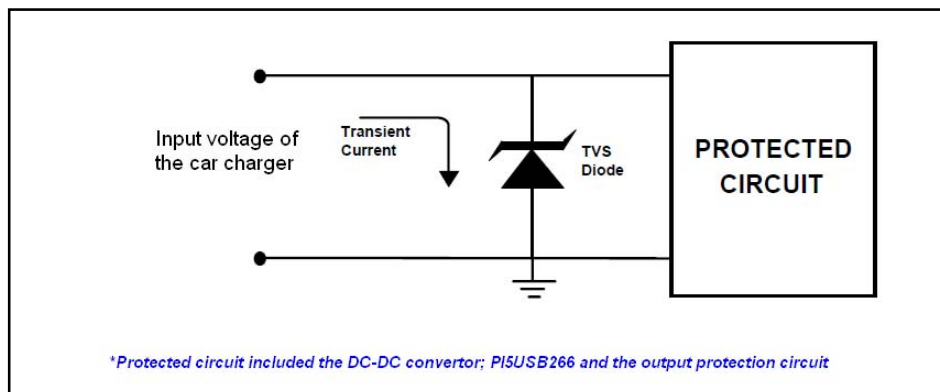 Input voltage of
the car charger
Transient
Current
TVS
Diode
PROTECTED
CIRCUIT
*Protected circuit included the DC-DC convertor; PI5USB266 and the output protection circuit